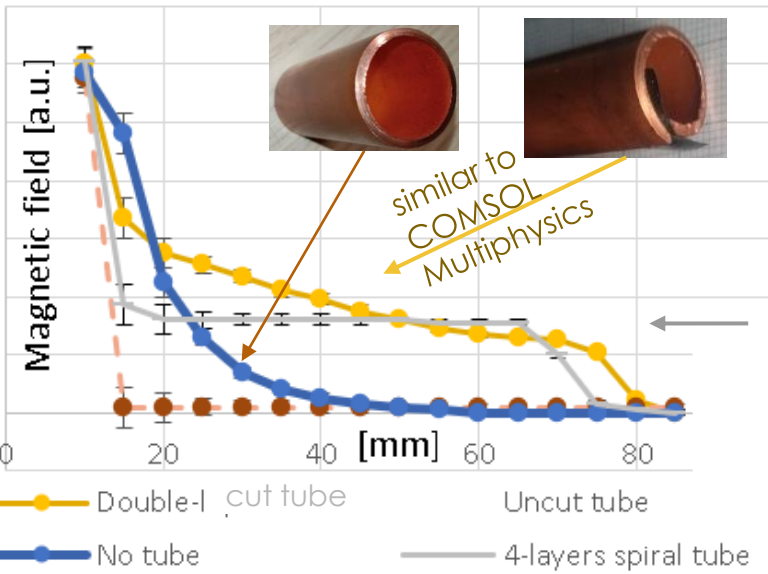 similar to
COMSOL
Multiphysics
Magnetic field [a.u.]
0 20 40 [mm] 60 80
Double-l cut tube Uncut tube
No tube 4-layers spiral tube